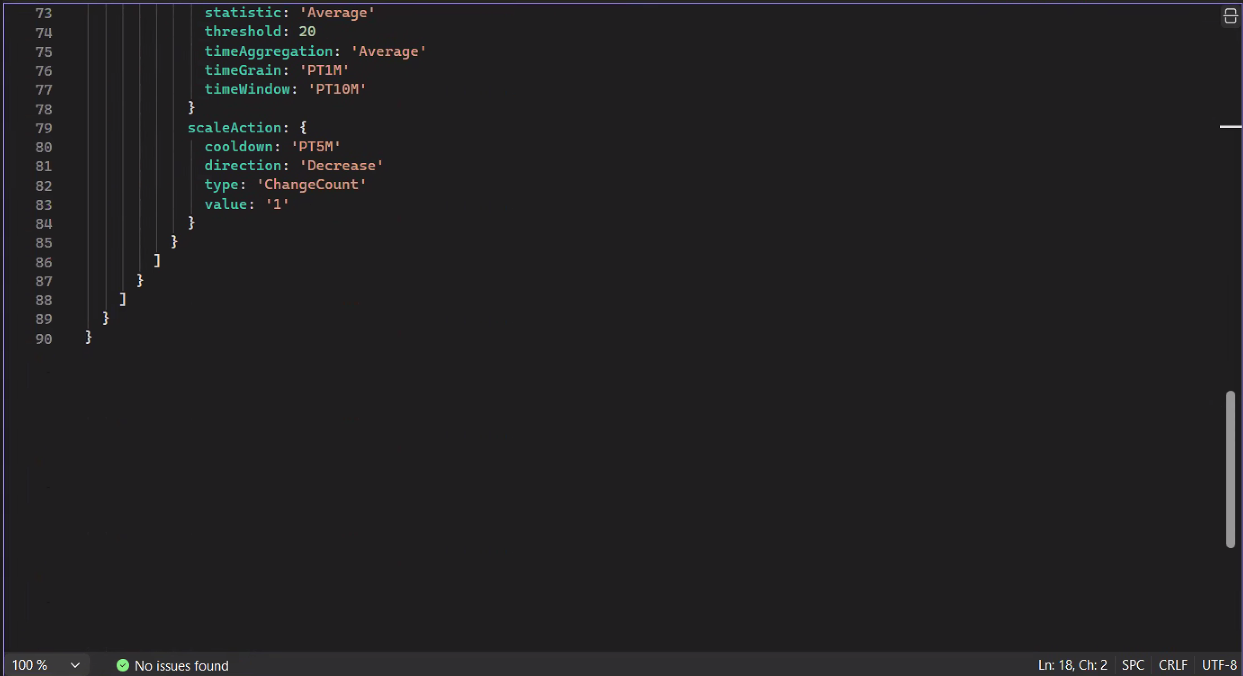 73 statistic: 'Average'
74 threshold: 20
75 timeAggregation: 'Average'
76 timeGrain: 'PT1M'
77 timeWindow: 'PT10M'
78 }
79 scaleAction: {
80 cooldown: 'PT5M'
81 direction: 'Decrease'
82 type: 'ChangeCount'
83 value: '1'
84 }
85 }
86 ]
87 }
88 ]
89 }
90 }
100 % No issues found Ln: 18, Ch: 2 SPC CRLF UTF-8